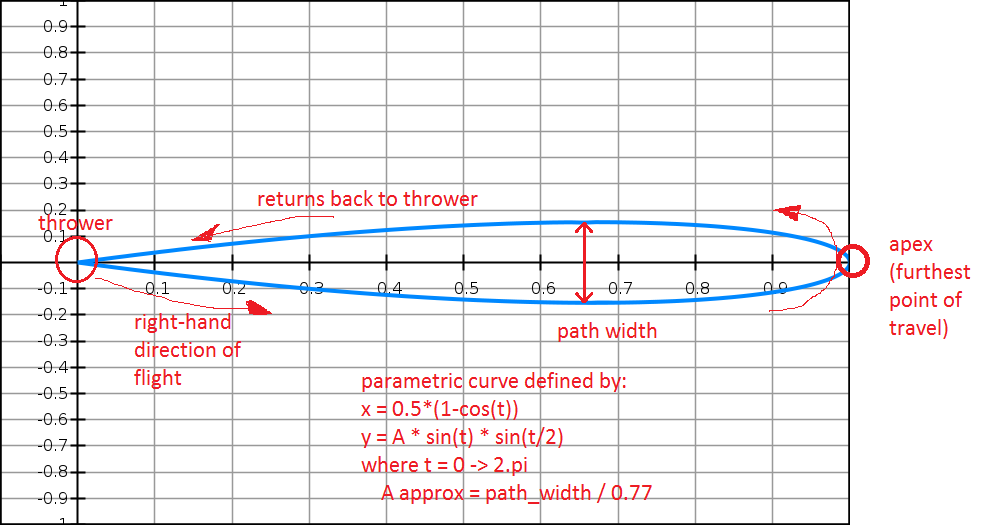 1
0.9
0.8
0.7
0.6
0.5
0.4
0.3
returns back to thrower
0.2
thrower
0.1
apex
(furthest
point of
travel)
-0.1
0.1
0.2
0.3
0.4
0.5
0.6
0.7
0.8
0.9
-0.2
right-hand
direction of
flight
path width
-0.3
-0.4
-0.5
-0.6
-0.7
-0.8
-0.9
-1
parametric curve defined by:
x = 0.5*(1-cos(t))
y = A * sin(t) * sin(t/2)
where t = 0 -> 2.pi
A approx = path_width / 0.77